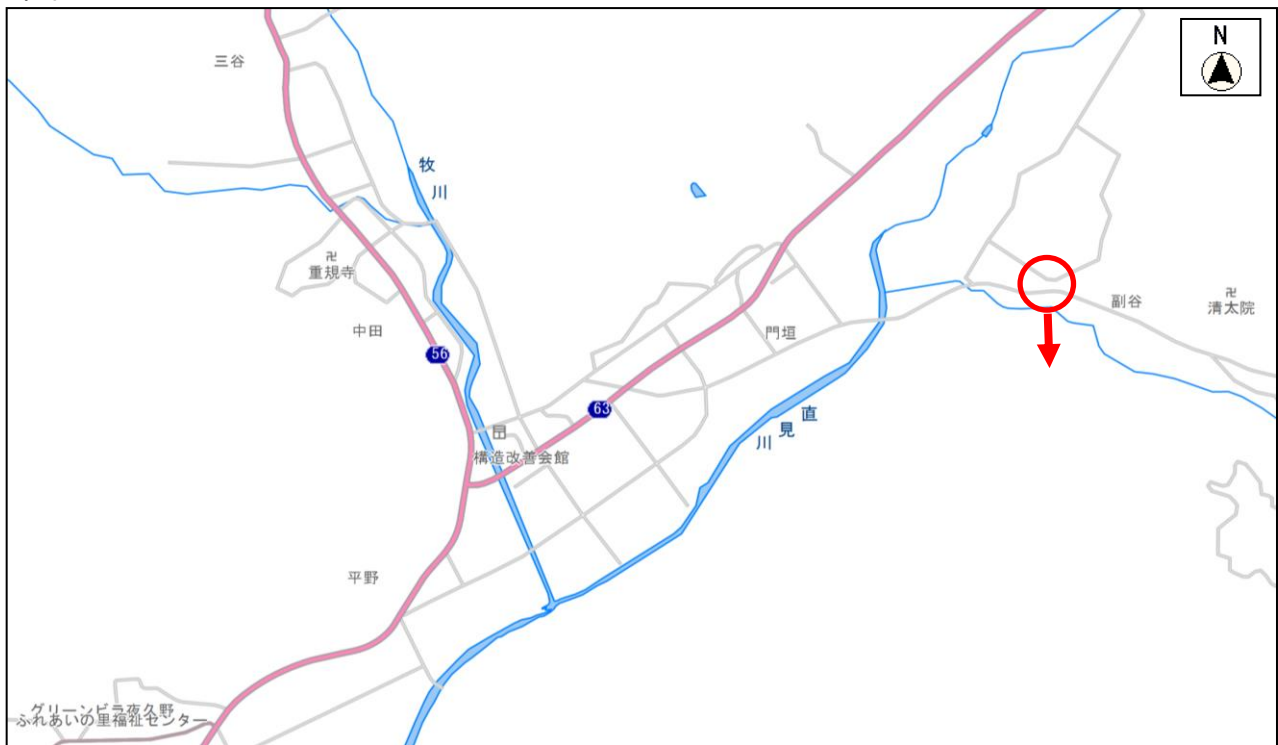 N
三谷
牧川
卍
重規寺
中田
56
門垣
副谷
卍
清太院
63
直見川
構造改善会館
平野
グリーンビラ夜久野
ふれあいの里福祉センター